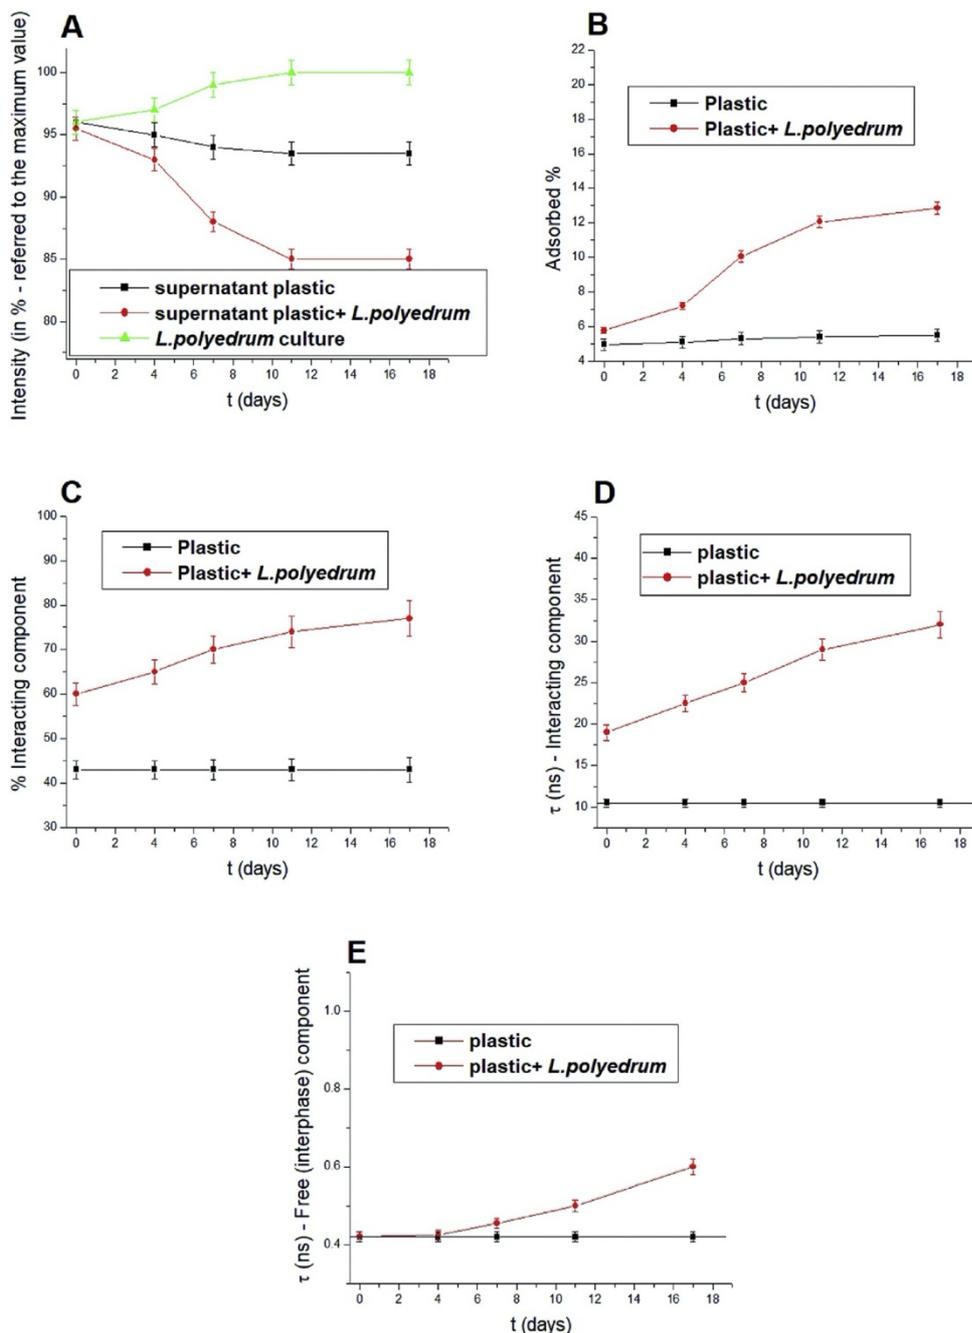 A
Intensity (in % - referred to the maximum value)
100
95
90
85
80
supernatant plastic
supernatant plastic+ L.polyedrum
L.polyedrum culture
0 2 4 6 8 10 12 14 16 18
t (days)
B
Adsorbed %
22
20
18
16
14
12
10
8
6
4
Plastic
Plastic+ L.polyedrum
0 2 4 6 8 10 12 14 16 18
t (days)
C
% Interacting component
100
90
80
70
60
50
40
30
Plastic
Plastic+ L.polyedrum
0 2 4 6 8 10 12 14 16 18
t (days)
D
τ (ns) - Interacting component
45
40
35
30
25
20
15
10
plastic
plastic+ L.polyedrum
0 2 4 6 8 10 12 14 16 18
t (days)
E
τ (ns) - Free (interphase) component
1.0
0.8
0.6
0.4
plastic
plastic+ L.polyedrum
0 2 4 6 8 10 12 14 16 18
t (days)